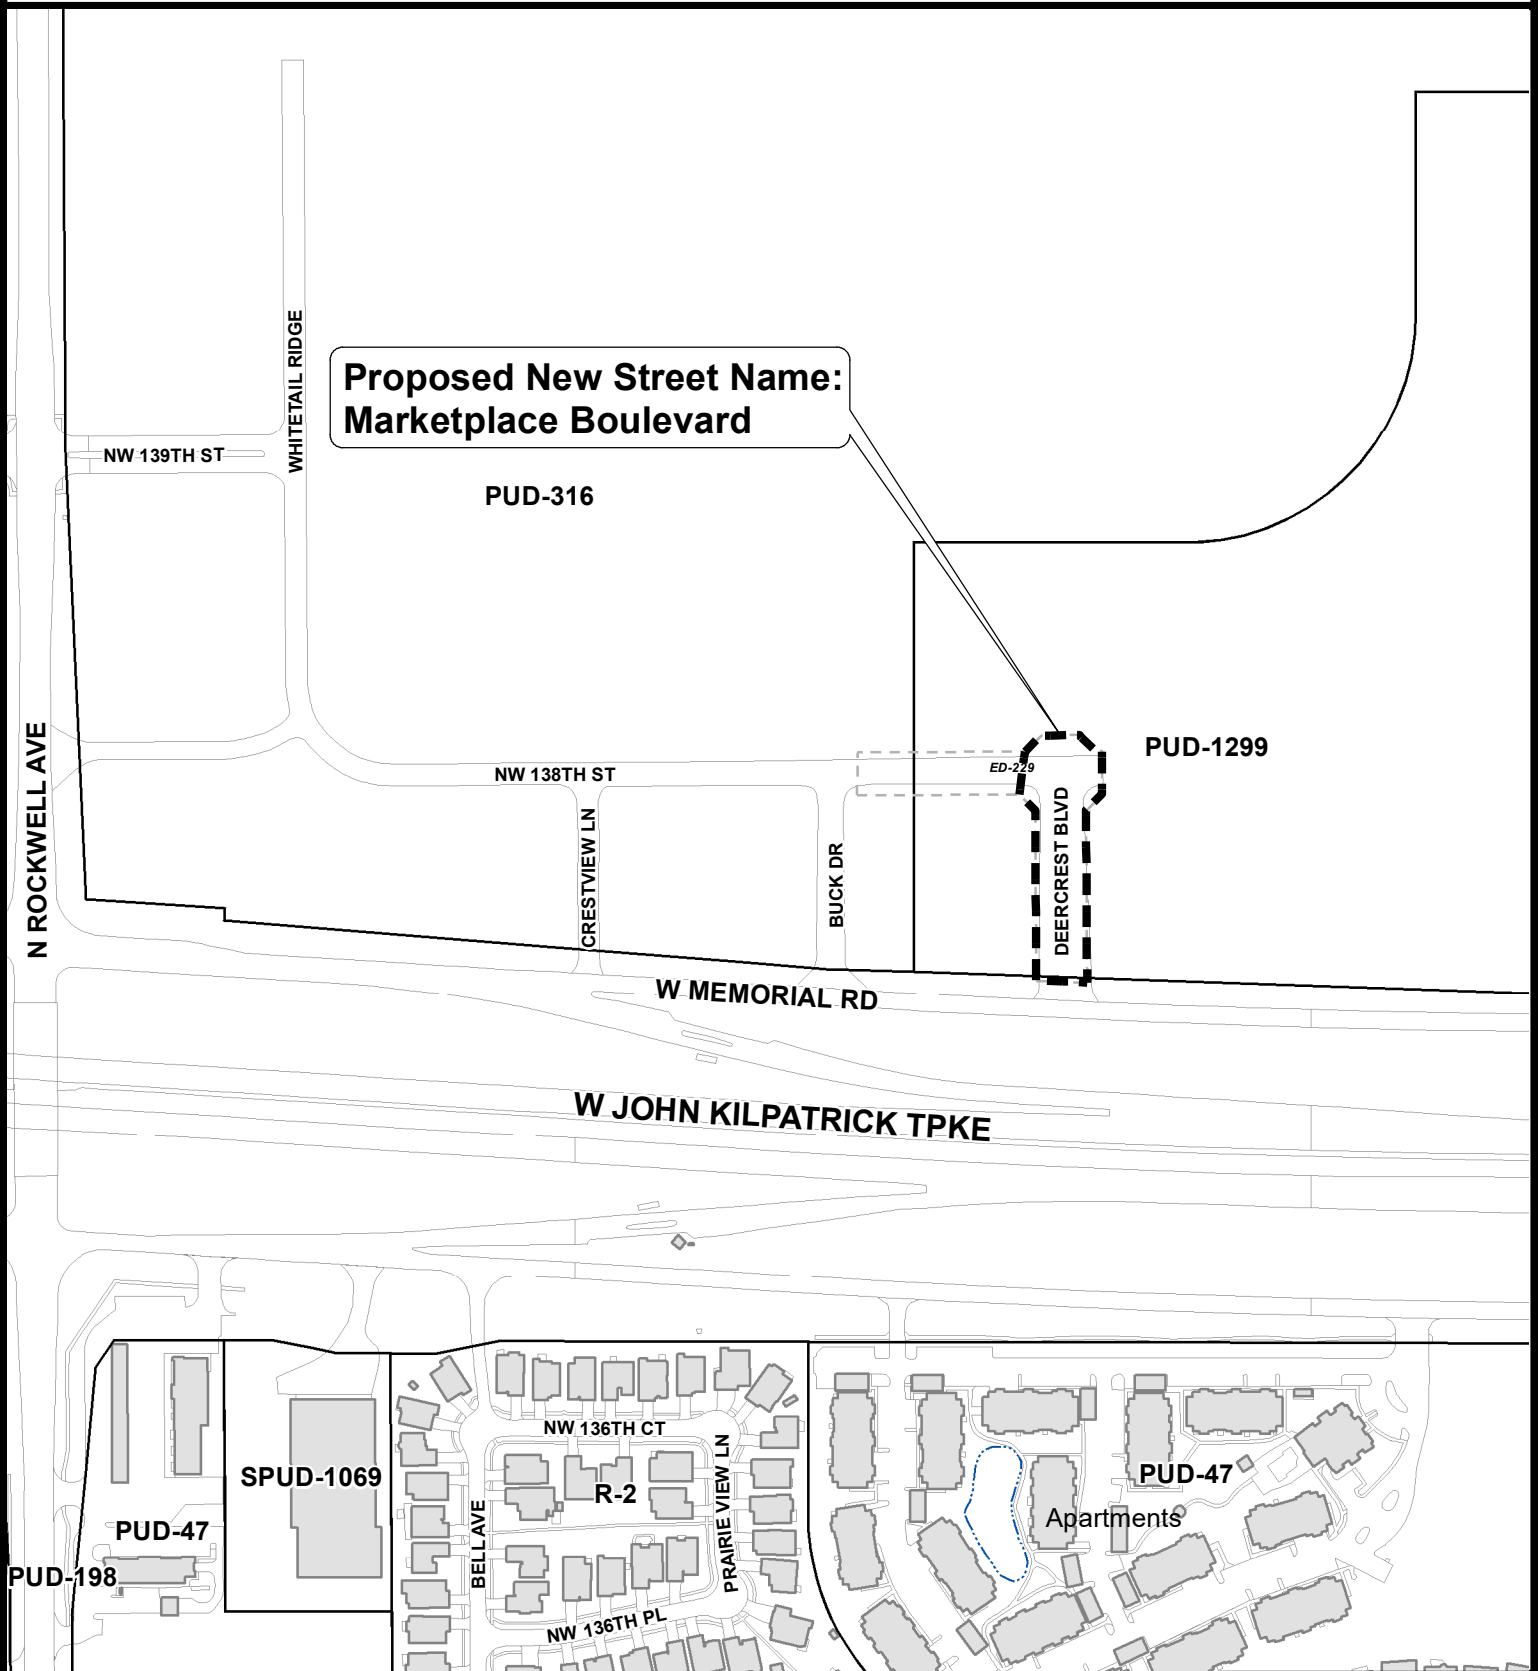 WHITETAIL RIDGE
Proposed New Street Name:
Marketplace Boulevard
NW 139TH ST
PUD-316
N ROCKWELL AVE
NW 138TH ST
ED-229
PUD-1299
CRESTVIEW LN
BUCK DR
DEERCREST BLVD
W MEMORIAL RD
W JOHN KILPATRICK TPKE
NW 136TH CT
SPUD-1069
R-2
PRAIRIE VIEW LN
PUD-47
Apartments
PUD-47
BELL AVE
PUD-198
NW 136TH PL